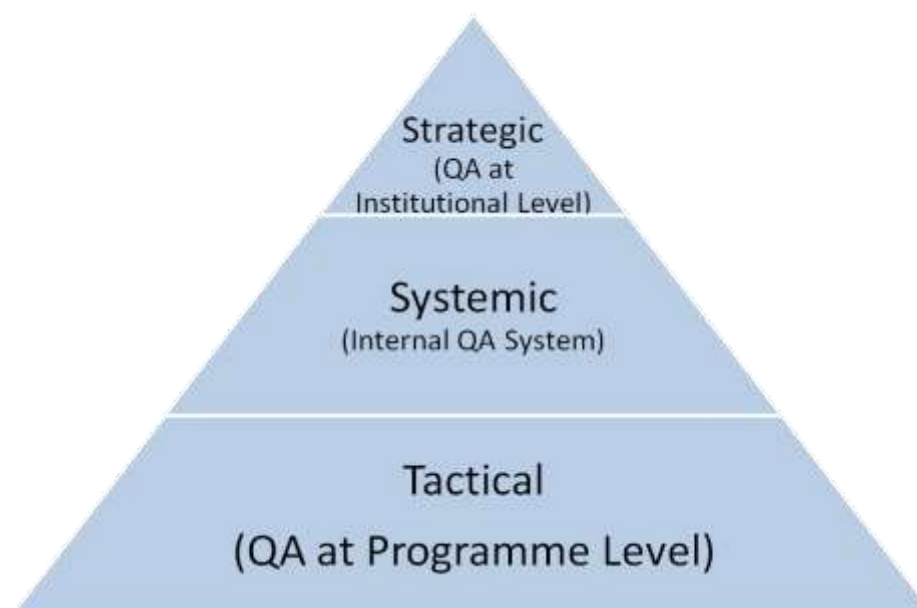 Strategic
(QA at
Institutional Level)
Systemic
(Internal QA System)
Tactical
(QA at Programme Level)